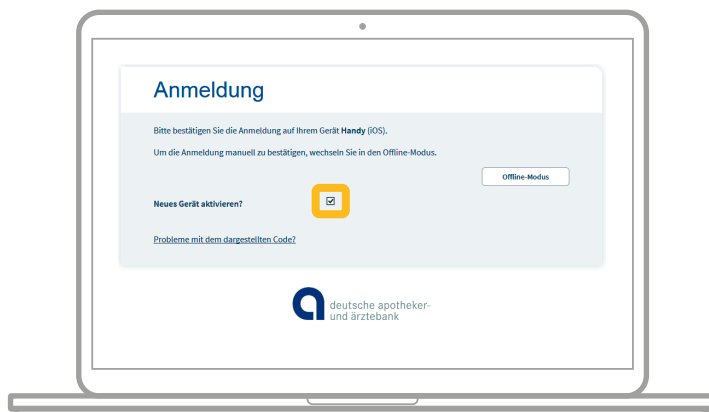 Anmeldung
Bitte bestätigen Sie die Anmeldung auf Ihrem Gerät Handy (iOS).
Um die Anmeldung manuell zu bestätigen, wechseln Sie in den Offline-Modus.
Offline-Modus
Neues Gerät aktivieren?
Probleme mit dem dargestellten Code?
deutsche apotheker-
und ärztebank